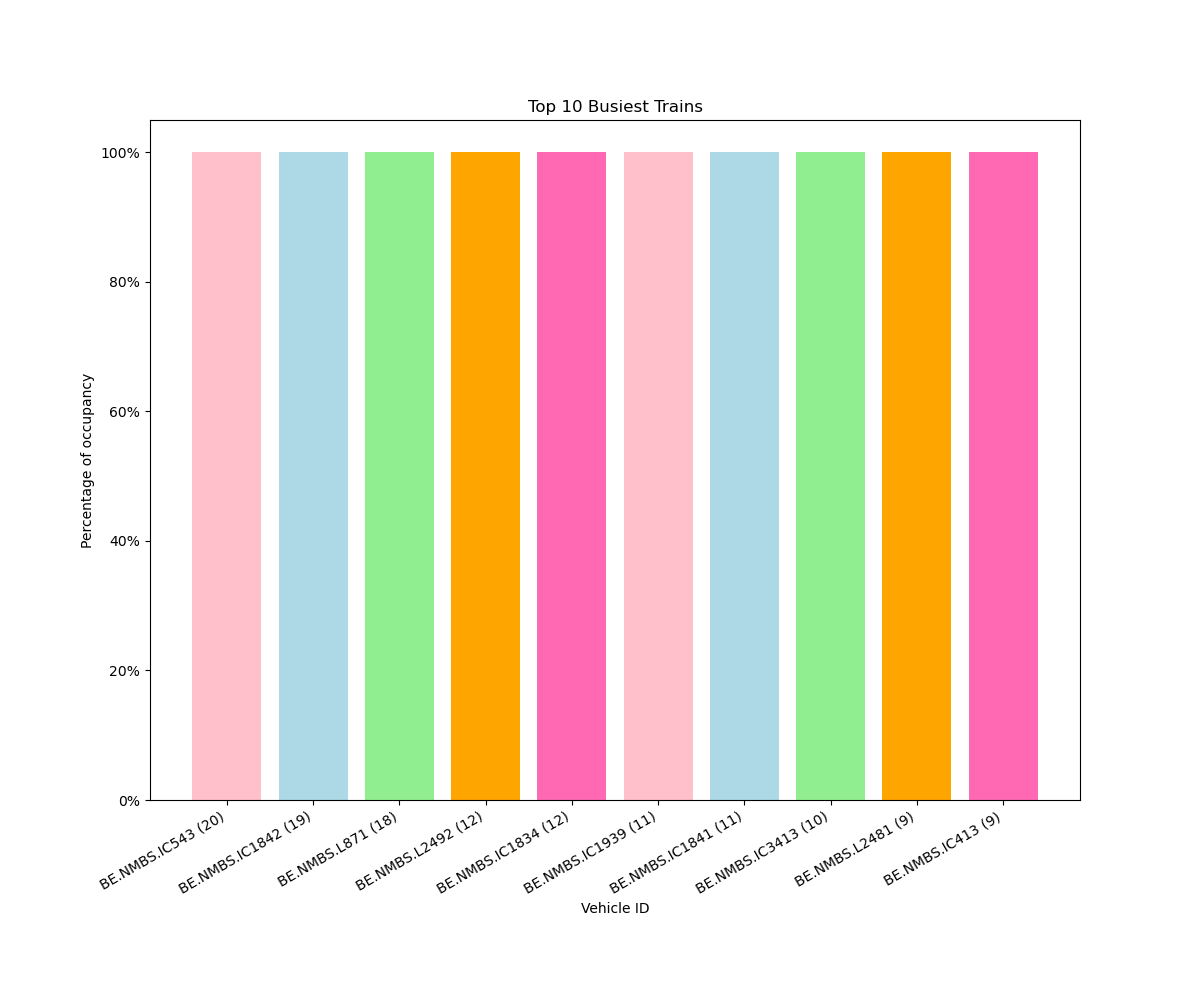 Top 10 Busiest Trains
Percentage of occupancy
100%
80%
60%
40%
20%
0%
BE.NMBS.IC543 (20)
BE.NMBS.IC1842 (19)
BE.NMBS.L871 (18)
BE.NMBS.L2492 (12)
BE.NMBS.IC1834 (12)
BE.NMBS.IC1939 (11)
BE.NMBS.IC1841 (11)
BE.NMBS.IC3413 (10)
BE.NMBS.L2481 (9)
BE.NMBS.IC413 (9)
Vehicle ID